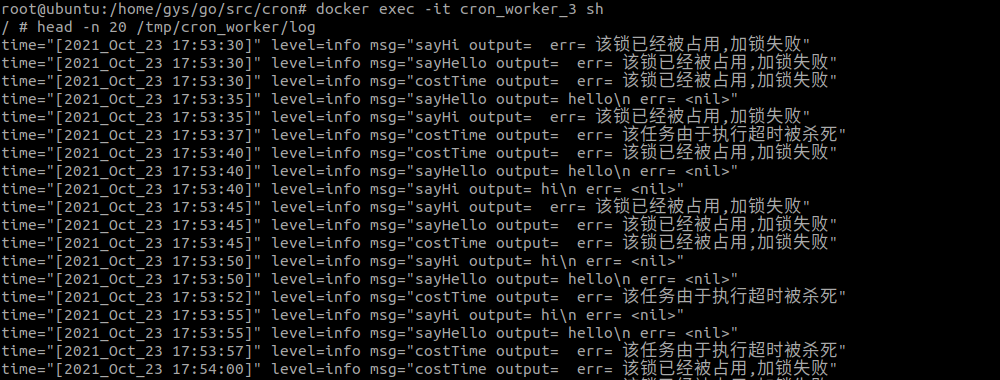 root@ubuntu:/home/gys/go/src/cron# docker exec -it cron_worker_3 sh
/ # head -n 20 /tmp/cron_worker/log
time="[2021_Oct_23 17:53:30]" level=info msg="sayHi output=  err= 该锁已经被占用,加锁失败"
time="[2021_Oct_23 17:53:30]" level=info msg="sayHello output=  err= 该锁已经被占用,加锁失败"
time="[2021_Oct_23 17:53:30]" level=info msg="costTime output=  err= 该锁已经被占用,加锁失败"
time="[2021_Oct_23 17:53:35]" level=info msg="sayHello output= hello\n err= <nil>"
time="[2021_Oct_23 17:53:35]" level=info msg="sayHi output=  err= 该锁已经被占用,加锁失败"
time="[2021_Oct_23 17:53:37]" level=info msg="costTime output=  err= 该任务由于执行超时被杀死"
time="[2021_Oct_23 17:53:40]" level=info msg="costTime output=  err= 该锁已经被占用,加锁失败"
time="[2021_Oct_23 17:53:40]" level=info msg="sayHello output= hello\n err= <nil>"
time="[2021_Oct_23 17:53:40]" level=info msg="sayHi output= hi\n err= <nil>"
time="[2021_Oct_23 17:53:45]" level=info msg="sayHi output=  err= 该锁已经被占用,加锁失败"
time="[2021_Oct_23 17:53:45]" level=info msg="sayHello output=  err= 该锁已经被占用,加锁失败"
time="[2021_Oct_23 17:53:45]" level=info msg="costTime output=  err= 该锁已经被占用,加锁失败"
time="[2021_Oct_23 17:53:50]" level=info msg="sayHi output= hi\n err= <nil>"
time="[2021_Oct_23 17:53:50]" level=info msg="sayHello output= hello\n err= <nil>"
time="[2021_Oct_23 17:53:52]" level=info msg="costTime output=  err= 该任务由于执行超时被杀死"
time="[2021_Oct_23 17:53:55]" level=info msg="sayHi output= hi\n err= <nil>"
time="[2021_Oct_23 17:53:55]" level=info msg="sayHello output= hello\n err= <nil>"
time="[2021_Oct_23 17:53:57]" level=info msg="costTime output=  err= 该任务由于执行超时被杀死"
time="[2021_Oct_23 17:54:00]" level=info msg="costTime output=  err= 该锁已经被占用,加锁失败"